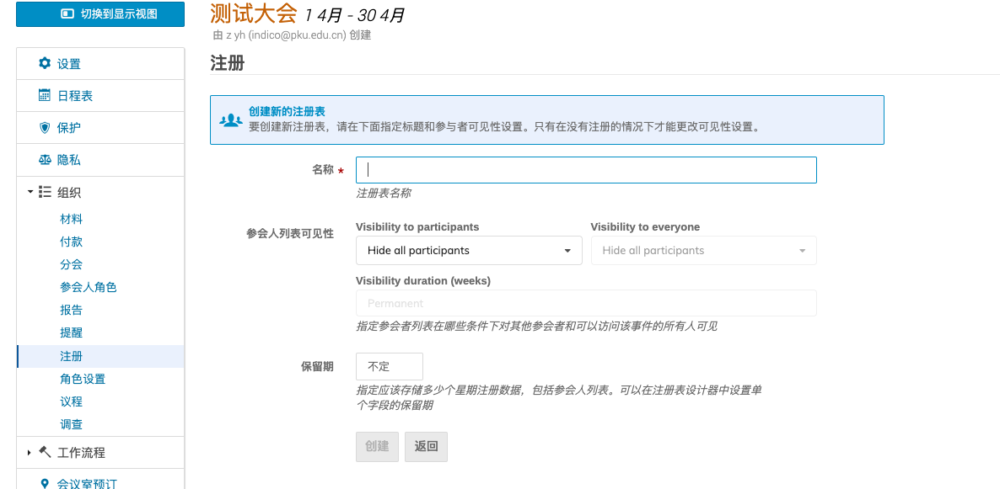 切换到显示视图
测试大会 1 4月 - 30 4月
由 z yh (indico@pku.edu.cn) 创建
设置
日程表
保护
隐私
组织
材料
付款
分会
参会人角色
报告
提醒
注册
角色设置
议程
调查
工作流程
会议室预订
注册
创建新的注册表
要创建新注册表，请在下面指定标题和参与者可见性设置。只有在没有注册的情况下才能更改可见性设置。
名称 *
注册表名称
参会人列表可见性
Visibility to participants
Visibility to everyone
Hide all participants
Hide all participants
Visibility duration (weeks)
Permanent
指定参会者列表在哪些条件下对其他参会者和可以访问该事件的所有人可见
保留期
不定
指定应该存储多少个星期注册数据，包括参会人列表。可以在注册表设计器中设置单
个字段的保留期
创建
返回